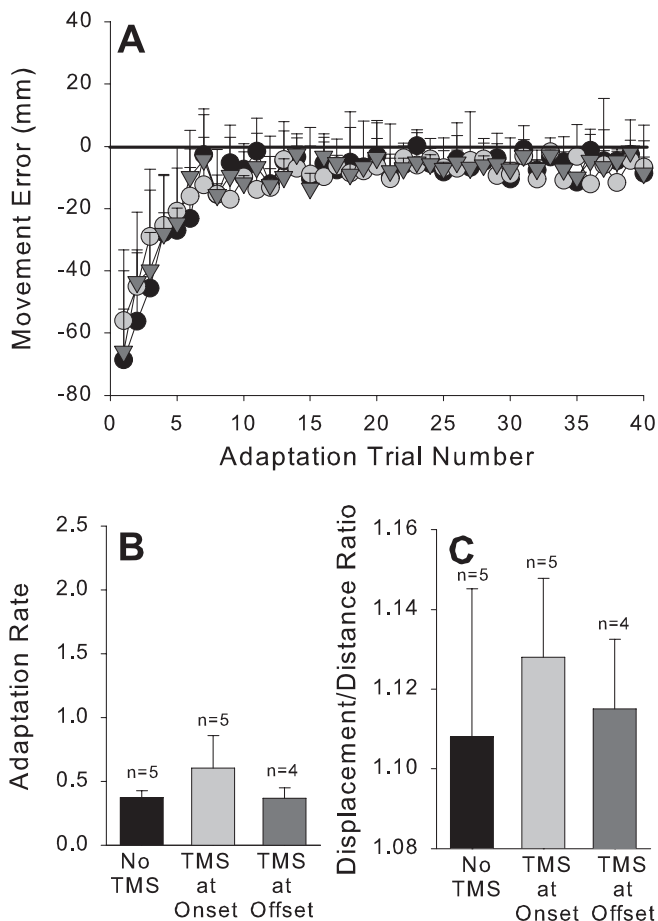 A
Movement Error (mm)
40
20
0
-20
-40
-60
-80
0 5 10 15 20 25 30 35 40
Adaptation Trial Number
B
Adaptation Rate
2.5
2.0
1.5
1.0
0.5
0.0
n=5
n=5
n=4
No
TMS
TMS
at
Onset
TMS
at
Offset
C
Displacement/Distance Ratio
1.16
1.14
1.12
1.10
1.08
n=5
n=5
n=4
No
TMS
TMS
at
Onset
TMS
at
Offset